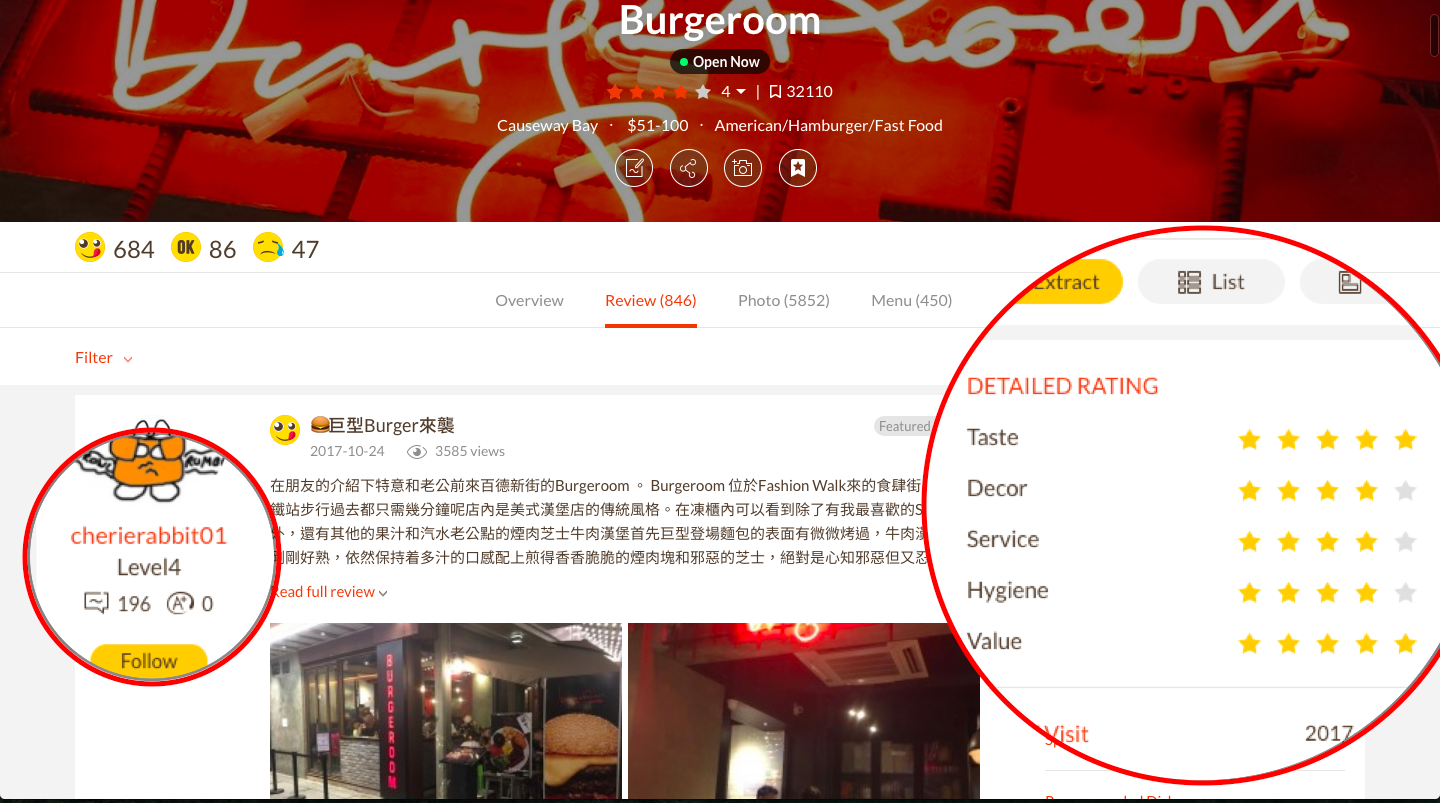 Burgeroom
Open Now
4 | 32110
Causeway Bay · $51-100 · American/Hamburger/Fast Food
684 OK 86 47
Extract List
Overview Review (846) Photo (5852) Menu (450)
Filter
巨型Burger來襲 Featured
2017-10-24 3585 views
在朋友的介紹下特意和老公前來百德新街的Burgeroom 。 Burgeroom 位於Fashion Walk來的食肆街
鐵站步行過去都只需幾分鐘呢店內是美式漢堡店的傳統風格。在凍櫃內可以看到除了有我最喜歡的S
外，還有其他的果汁和汽水老公點的煙肉芝士牛肉漢堡首先巨型登場麵包的表面有微微烤過，牛肉漢
到剛好熟，依然保持着多汁的口感配上煎得香香脆脆的煙肉塊和邪惡的芝士，絕對是心知邪惡但又忍
Read full review
cherierabbit01
Level4
196 0
Follow
BURGEROOM
DETAILED RATING
Taste
Decor
Service
Hygiene
Value
Visit 2017